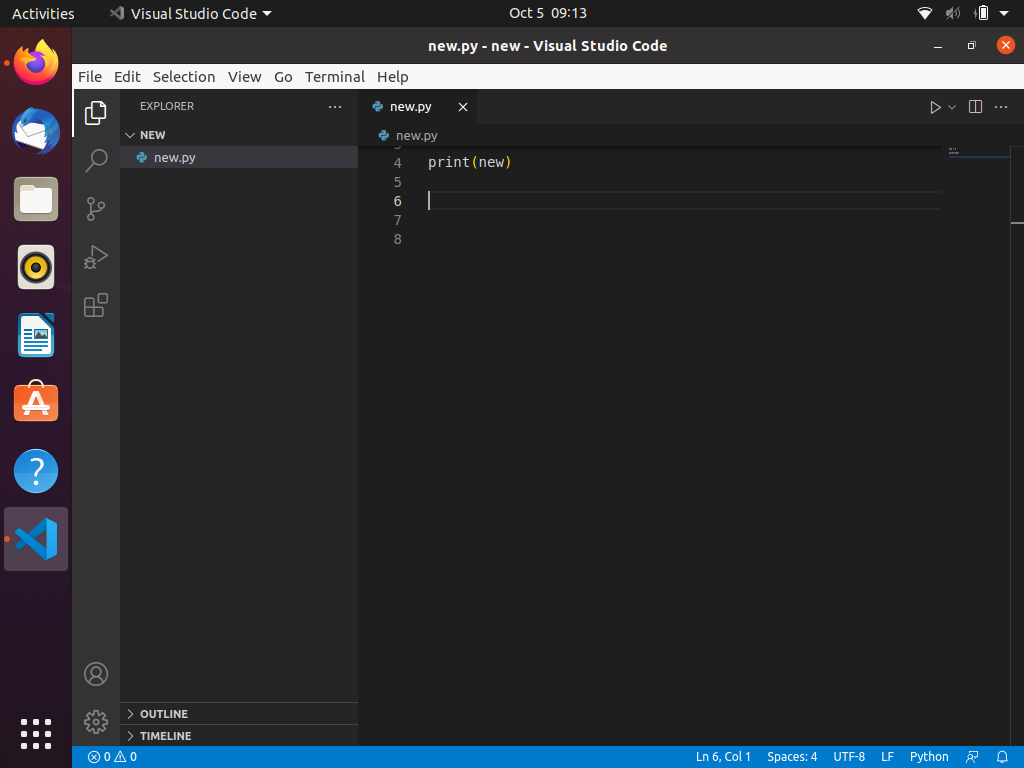 Activities Visual Studio Code Oct 5 09:13
new.py - new - Visual Studio Code
File Edit Selection View Go Terminal Help
EXPLORER
new.py
NEW
new.py
new.py
4 print(new)
5
6
7
8
OUTLINE
TIMELINE
0 0 Ln 6, Col 1 Spaces: 4 UTF-8 LF Python